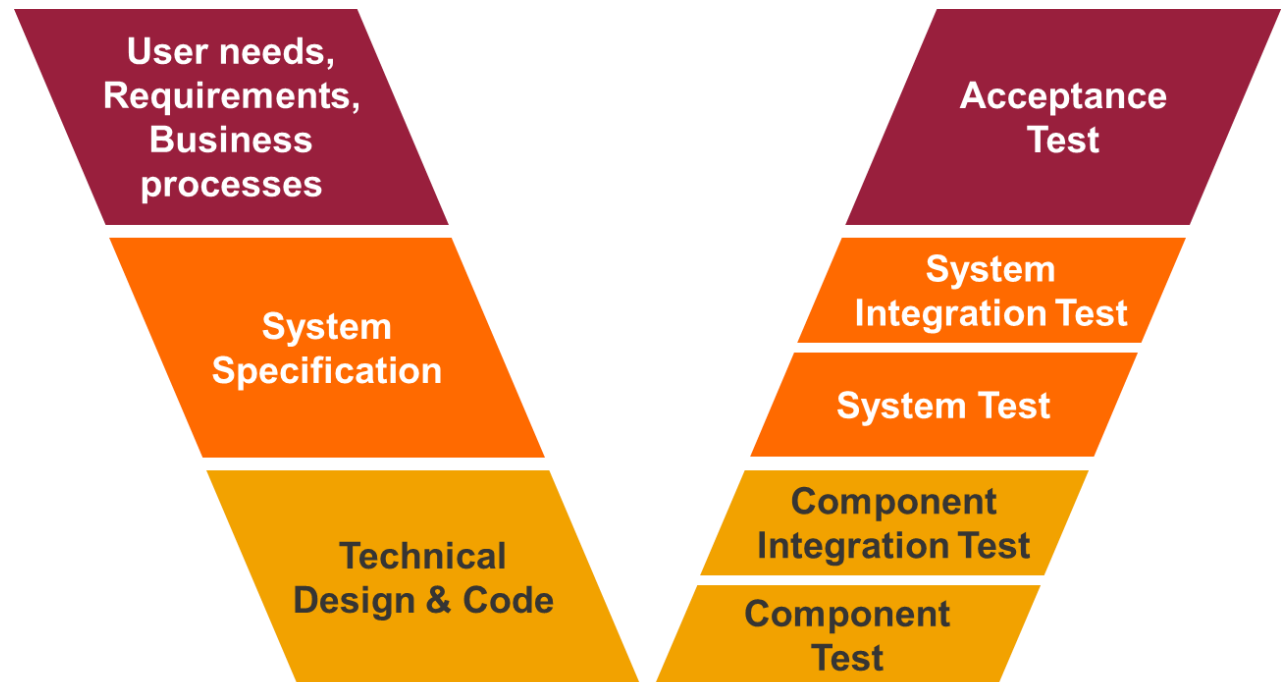 User needs,
Requirements,
Business
processes
Acceptance
Test
System
Specification
System
Integration Test
System Test
Technical
Design & Code
Component
Integration Test
Component
Test